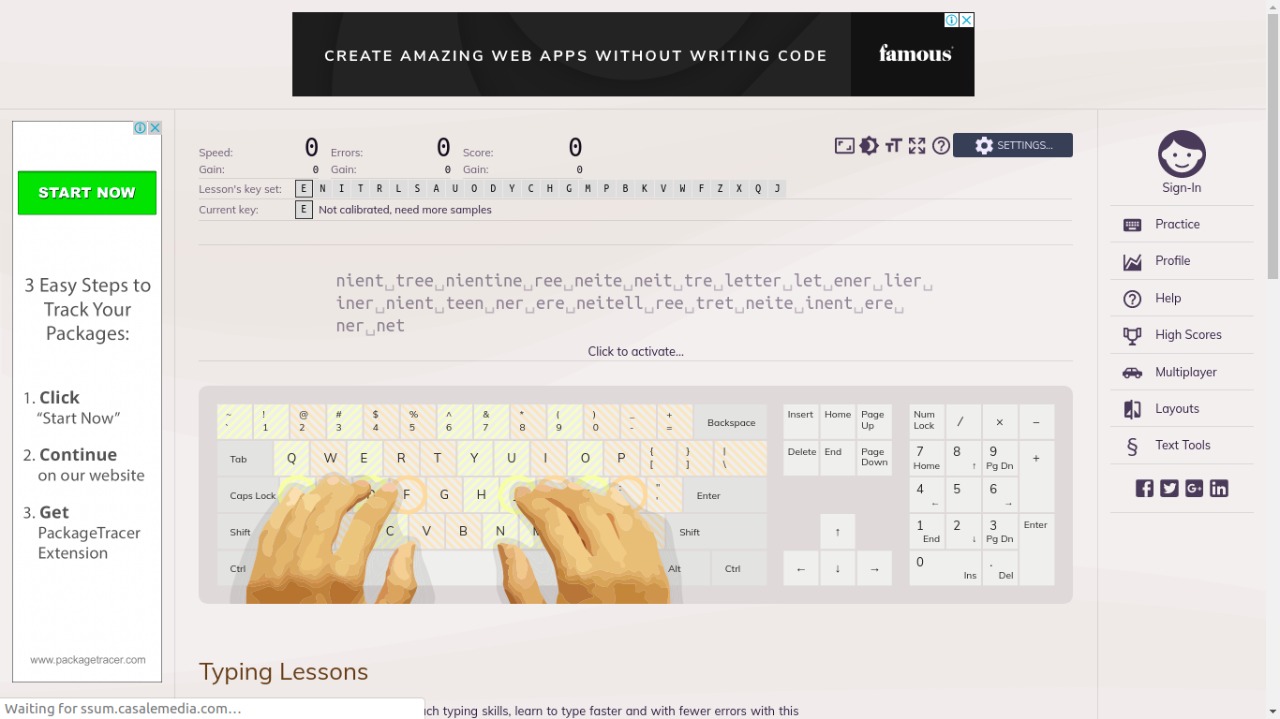 CREATE AMAZING WEB APPS WITHOUT WRITING CODE
famous
START NOW
3 Easy Steps to
Track Your
Packages:
1. Click
“Start Now”
2. Continue
on our website
3. Get
PackageTracer
Extension
www.packagetracer.com
Speed: 0 Errors: 0 Score: 0
Gain: 0 Gain: 0 Gain: 0
Lesson's key set: E N I T R L S A U O D Y C H G M P B K V W F Z X Q J
Current key: E Not calibrated, need more samples
SETTINGS...
nient␣tree␣nientine␣ree␣neite␣neit␣tre␣letter␣let␣ener␣lier␣
iner␣nient␣teen␣ner␣ere␣neitell␣ree␣tret␣neite␣inent␣ere␣
ner␣net
Click to activate...
~ ! @ # $ % ^ & * ( ) _ +
` 1 2 3 4 5 6 7 8 9 0 - = Backspace
Tab Q W E R T Y U I O P { [ } ] | \
Caps Lock F G H : " ' Enter
Shift C V B N M Shift
Ctrl Alt Ctrl
Insert Home Page Up
Delete End Page Down
↑
← ↓ →
Num Lock / × −
7 Home 8 ↑ 9 Pg Dn +
4 ← 5 6 →
1 End 2 ↓ 3 Pg Dn Enter
0 Ins . Del
Sign-In
Practice
Profile
Help
High Scores
Multiplayer
Layouts
§ Text Tools
Typing Lessons
uch typing skills, learn to type faster and with fewer errors with this
Waiting for ssum.casalemedia.com...